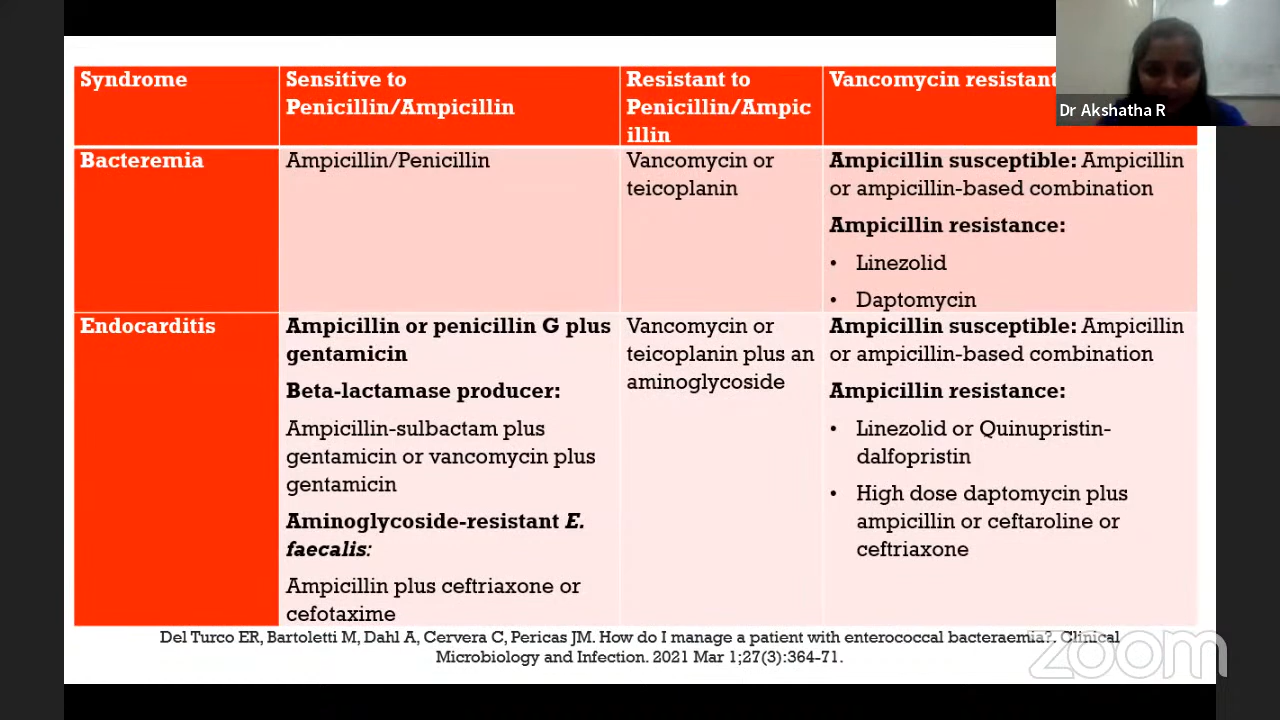 Syndrome
Sensitive to
Penicillin/Ampicillin
Resistant to
Penicillin/Ampic
illin
Vancomycin resistant
Dr Akshatha R
Bacteremia
Ampicillin/Penicillin
Vancomycin or
teicoplanin
Ampicillin susceptible: Ampicillin
or ampicillin-based combination
Ampicillin resistance:
• Linezolid
• Daptomycin
Endocarditis
Ampicillin or penicillin G plus
gentamicin
Beta-lactamase producer:
Ampicillin-sulbactam plus
gentamicin or vancomycin plus
gentamicin
Aminoglycoside-resistant E.
faecalis:
Ampicillin plus ceftriaxone or
cefotaxime
Vancomycin or
teicoplanin plus an
aminoglycoside
Ampicillin susceptible: Ampicillin
or ampicillin-based combination
Ampicillin resistance:
• Linezolid or Quinupristin-
dalfopristin
• High dose daptomycin plus
ampicillin or ceftaroline or
ceftriaxone
Del Turco ER, Bartoletti M, Dahl A, Cervera C, Pericas JM. How do I manage a patient with enterococcal bacteraemia?. Clinical
Microbiology and Infection. 2021 Mar 1;27(3):364-71.
zoom